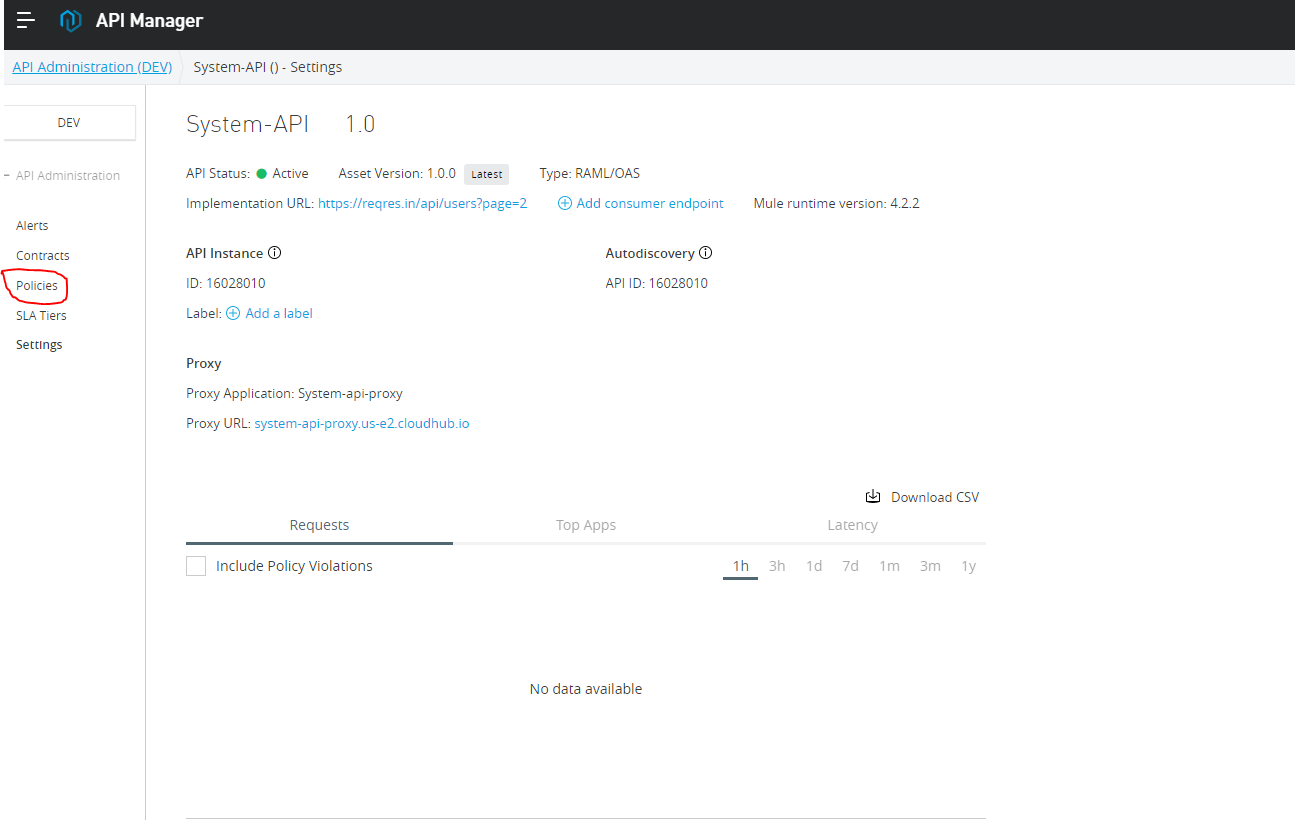 API Manager
API Administration (DEV) System-API () - Settings
DEV
API Administration
Alerts
Contracts
Policies
SLA Tiers
Settings
System-API 1.0
API Status: Active Asset Version: 1.0.0 Latest Type: RAML/OAS
Implementation URL: https://reqres.in/api/users?page=2 Add consumer endpoint Mule runtime version: 4.2.2
API Instance Autodiscovery
ID: 16028010 API ID: 16028010
Label: Add a label
Proxy
Proxy Application: System-api-proxy
Proxy URL: system-api-proxy.us-e2.cloudhub.io
Download CSV
Requests Top Apps Latency
Include Policy Violations 1h 3h 1d 7d 1m 3m 1y
No data available